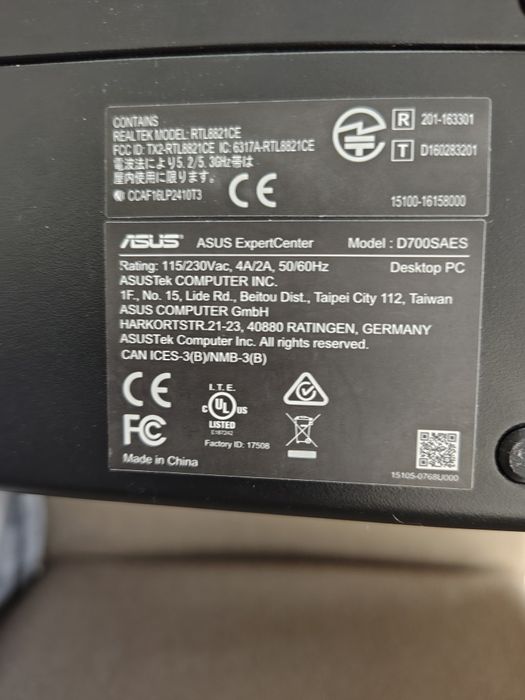 CONTAINS
REALTEK MODEL: RTL8821CE
FCC ID: TX2-RTL8821CE IC: 6317A-RTL8821CE
電波法により5.2/5.3GHz帯は
屋内使用に限ります。
CCAF16LP2410T3
CE
R 201-163301
T D160283201
15100-16158000
ASUS ASUS ExpertCenter Model : D700SAES
Rating: 115/230Vac, 4A/2A, 50/60Hz Desktop PC
ASUSTek COMPUTER INC.
1F., No. 15, Lide Rd., Beitou Dist., Taipei City 112, Taiwan
ASUS COMPUTER GmbH
HARKORTSTR.21-23, 40880 RATINGEN, GERMANY
ASUSTek Computer Inc. All rights reserved.
CAN ICES-3(B)/NMB-3(B)
CE
FC
I.T.E.
c UL US
LISTED
E187242
Factory ID: 17508
Made in China
15105-0768U000